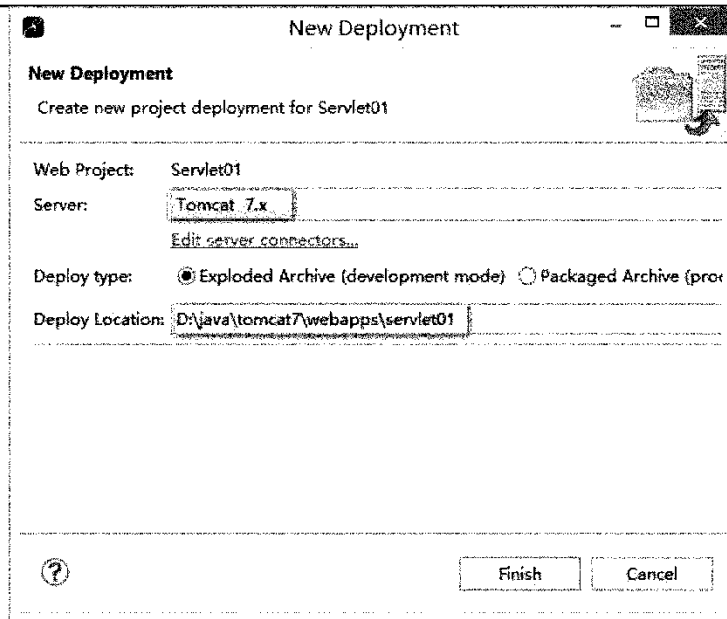 New Deployment
New Deployment
Create new project deployment for Servlet01
Web Project: Servlet01
Server: Tomcat 7.x
Edit server connectors...
Deploy type: Exploded Archive (development mode) Packaged Archive (pro
Deploy Location: D:\java\tomcat7\webapps\servlet01
Finish Cancel